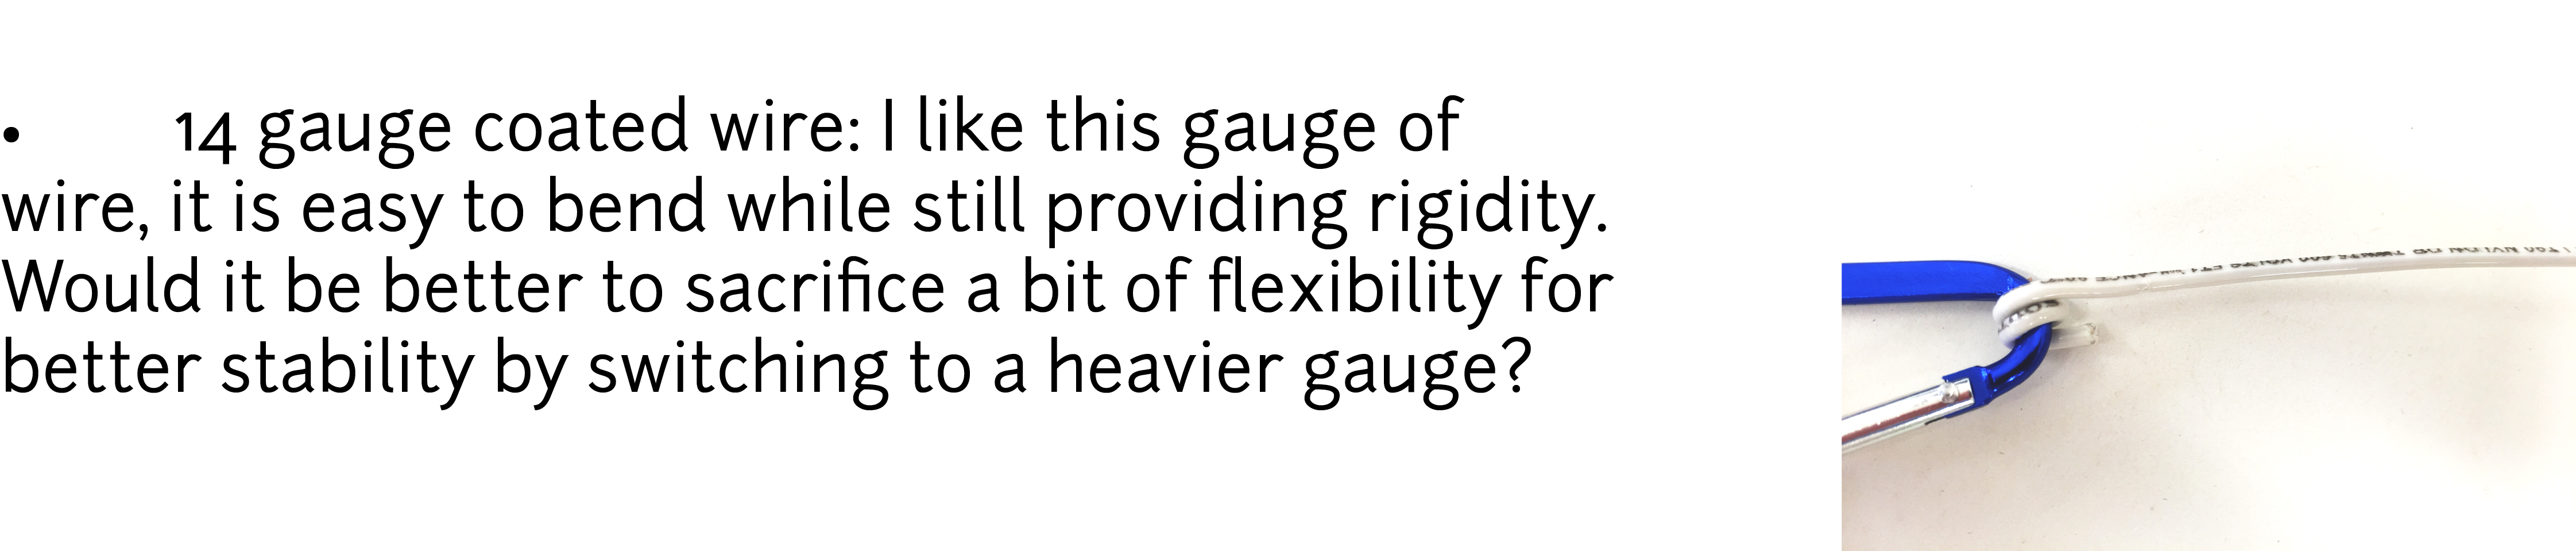 • 14 gauge coated wire: I like this gauge of
wire, it is easy to bend while still providing rigidity.
Would it be better to sacrifice a bit of flexibility for
better stability by switching to a heavier gauge?